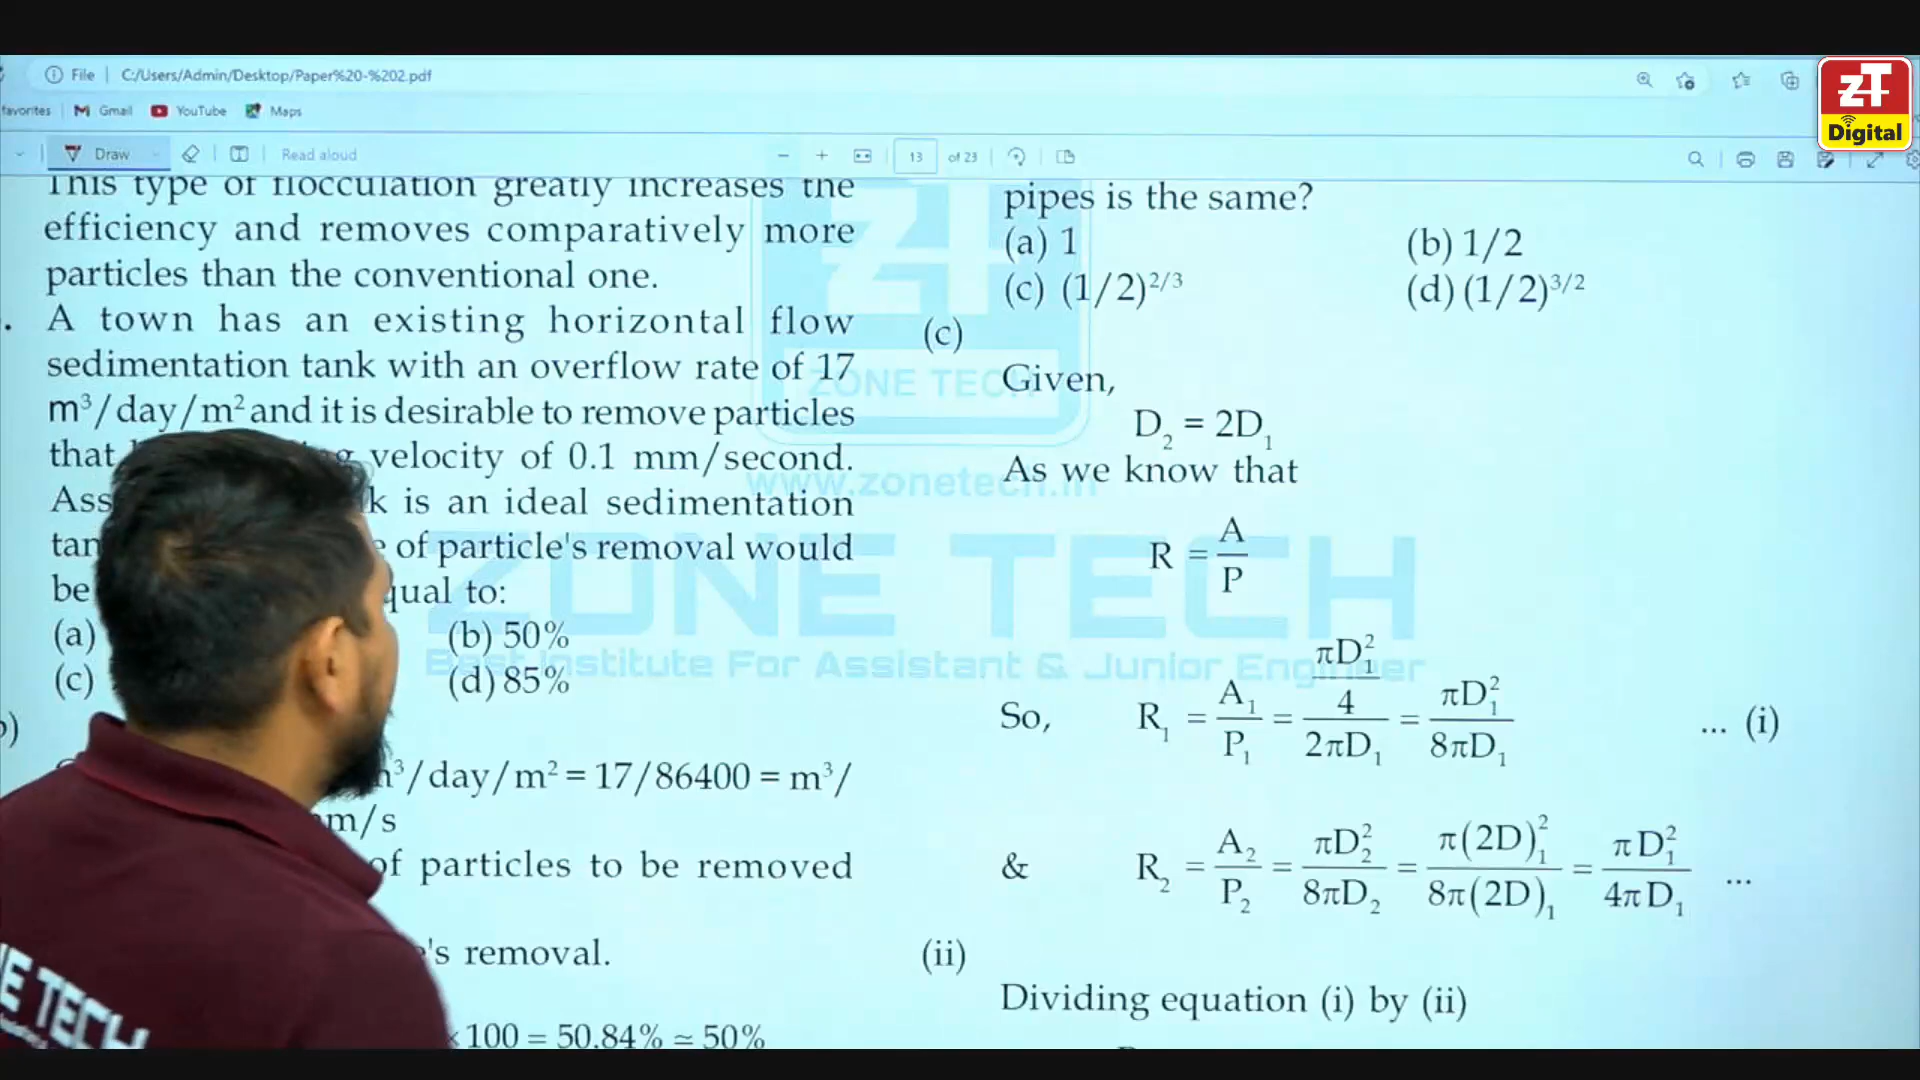 File | C:/Users/Admin/Desktop/Paper%20-%202.pdf
favorites Gmail YouTube Maps
Draw Read aloud 13 of 23
ZT
Digital
This type of flocculation greatly increases the
efficiency and removes comparatively more
particles than the conventional one.
. A town has an existing horizontal flow
sedimentation tank with an overflow rate of 17
m³/day/m² and it is desirable to remove particles
that velocity of 0.1 mm/second.
Ass k is an ideal sedimentation
tan e of particle's removal would
be qual to:
(a) (b) 50%
(c) (d) 85%
³/day/m² = 17/86400 = m³/
m/s
of particles to be removed
's removal.
×100 = 50.84% ≃ 50%
pipes is the same?
(a) 1 (b) 1/2
(c) (1/2)^2/3 (d) (1/2)^3/2
(c)
Given,
D₂ = 2D₁
As we know that
R = A/P
So, R₁ = A₁/P₁ = (πD₁²/4)/(2πD₁) = πD₁²/8πD₁ ... (i)
& R₂ = A₂/P₂ = πD₂²/8πD₂ = π(2D)₁²/8π(2D)₁ = πD₁²/4πD₁ ...
(ii)
Dividing equation (i) by (ii)
ZONE TECH
www.zonetech.in
ZONE TECH
Best Institute For Assistant & Junior Engineer
NE TECH